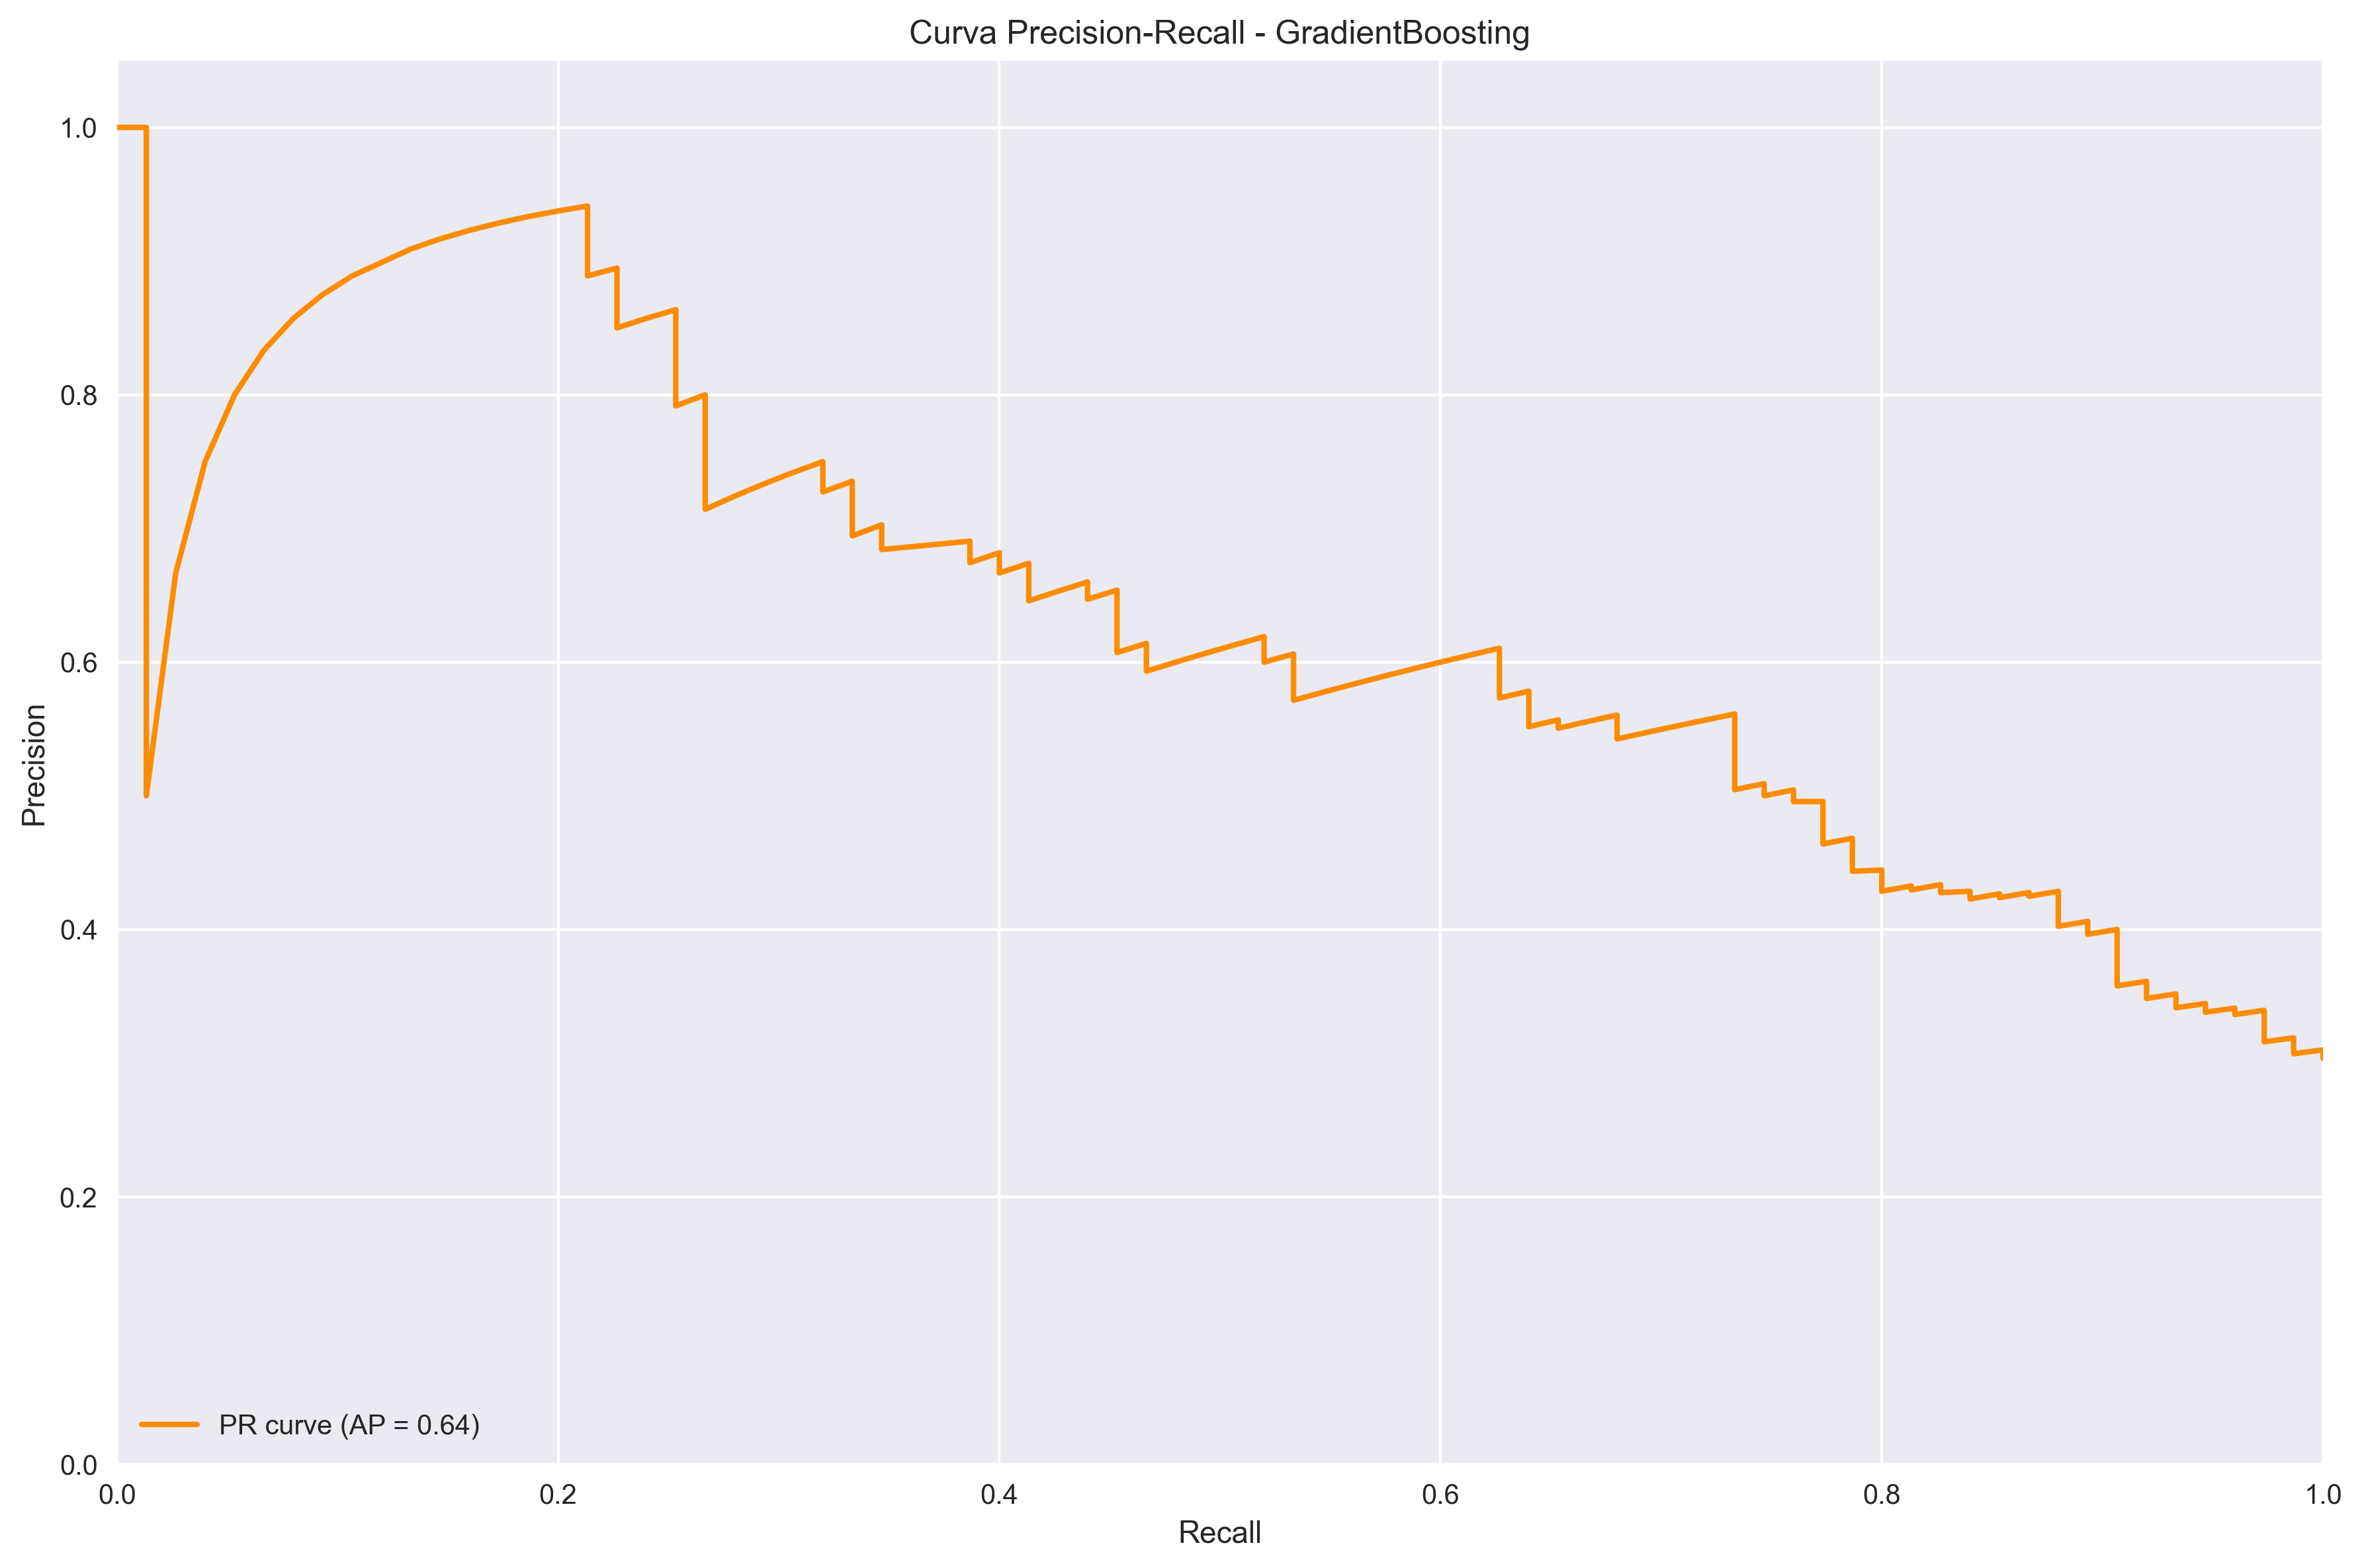 Curva Precision-Recall - GradientBoosting
1.0
0.8
0.6
0.4
0.2
0.0
Precision
PR curve (AP = 0.64)
0.0 0.2 0.4 0.6 0.8 1.0
Recall